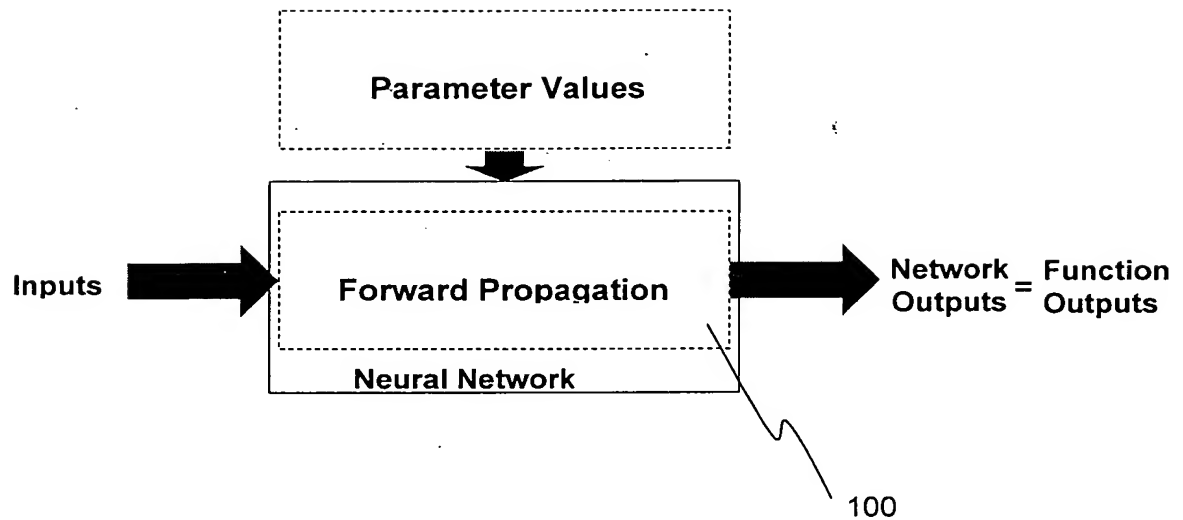 Parameter Values
Inputs
Forward Propagation
Neural Network
Network Outputs = Function Outputs
100